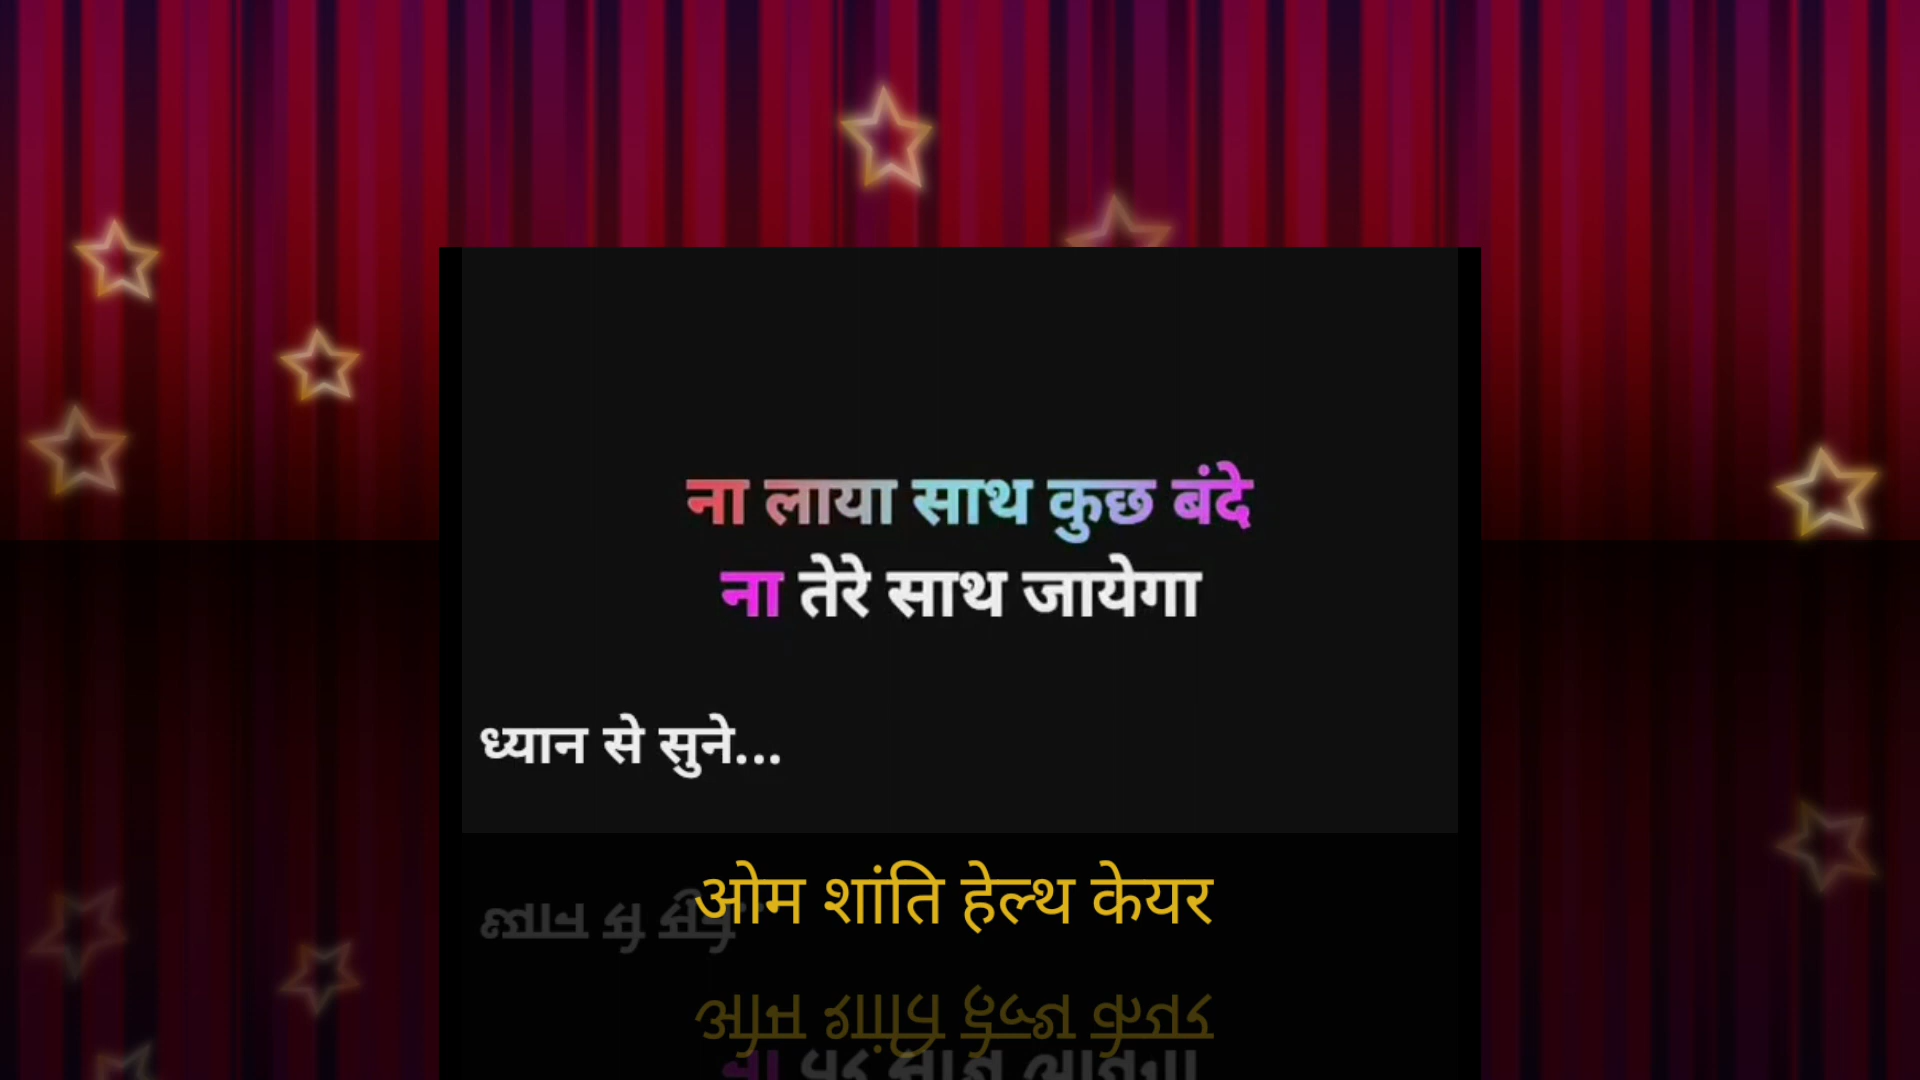 ना लाया साथ कुछ बंदे
ना तेरे साथ जायेगा
ध्यान से सुने...
ओम शांति हेल्थ केयर